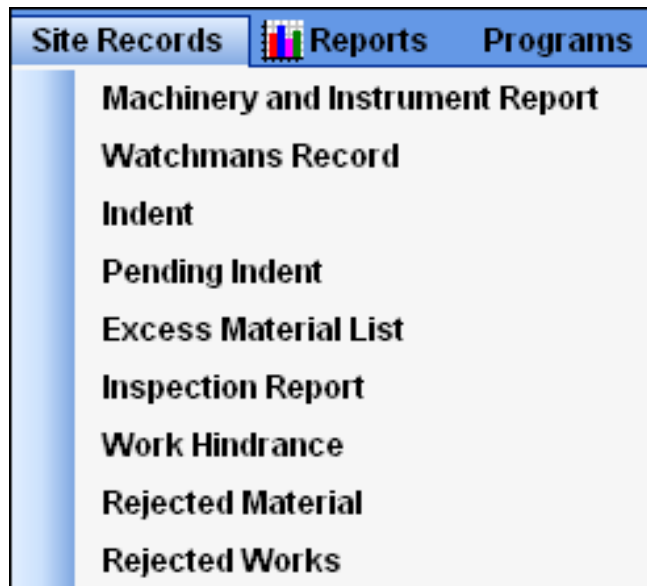 Site Records Reports Programs
Machinery and Instrument Report
Watchmans Record
Indent
Pending Indent
Excess Material List
Inspection Report
Work Hindrance
Rejected Material
Rejected Works